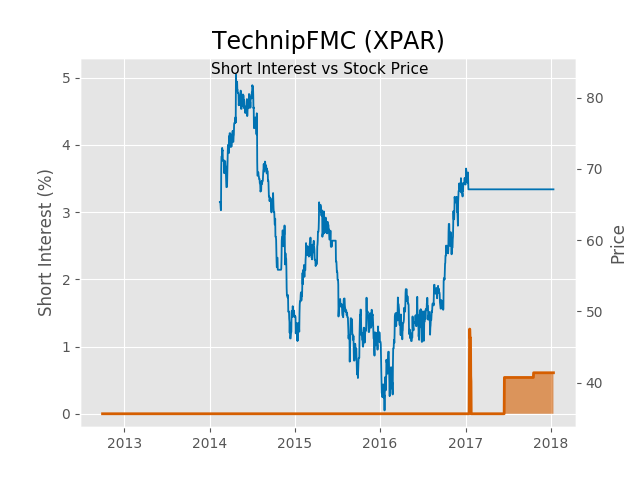 TechnipFMC (XPAR)
Short Interest vs Stock Price
Short Interest (%)
5
4
3
2
1
0
80
70
60
50
40
Price
2013 2014 2015 2016 2017 2018